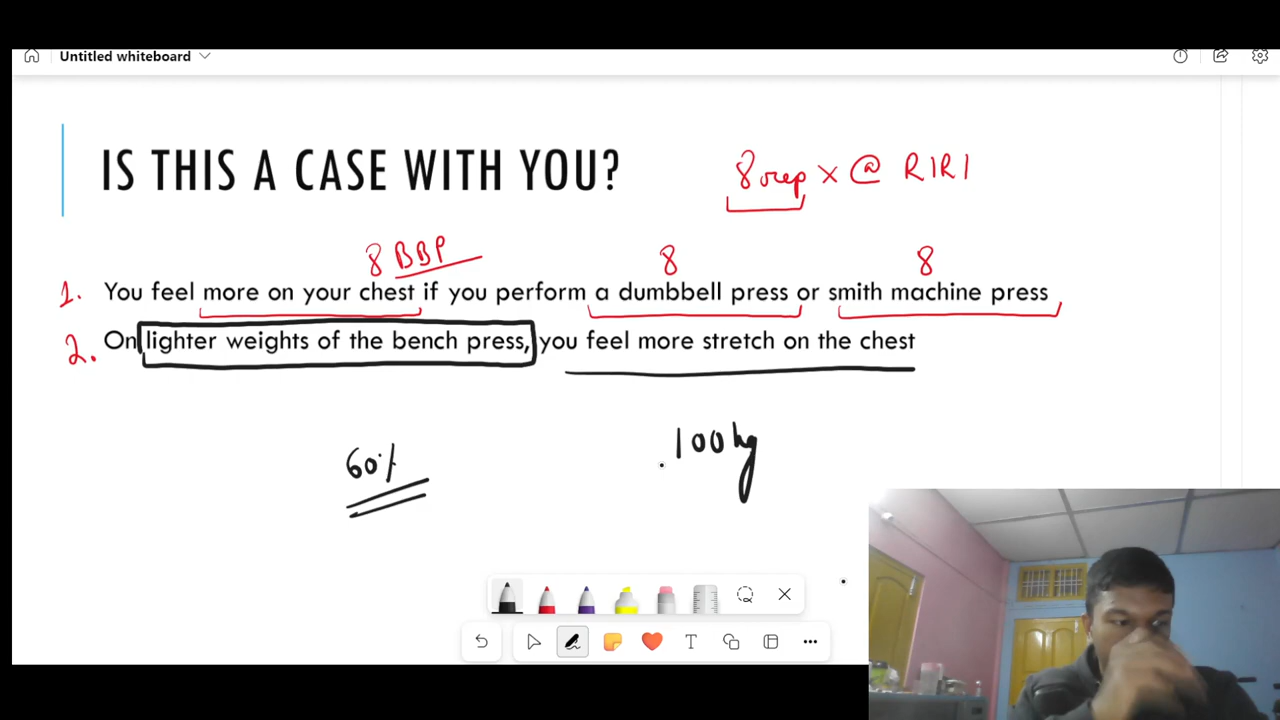 Untitled whiteboard
IS THIS A CASE WITH YOU?
8 rep x @ RIR1
8 BBP 8 8
1. You feel more on your chest if you perform a dumbbell press or smith machine press
2. On lighter weights of the bench press, you feel more stretch on the chest
60%
100kg
T